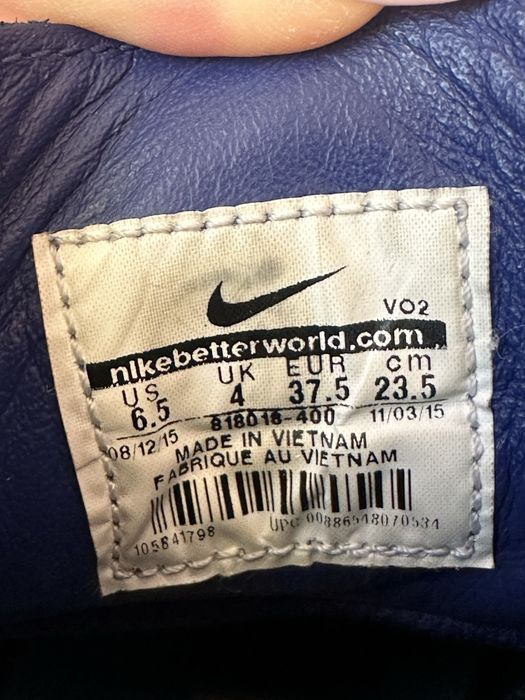 VO2
nikebetterworld.com
US UK EUR cm
6.5 4 37.5 23.5
08/12/15 818018-400 11/03/15
MADE IN VIETNAM
FABRIQUE AU VIETNAM
105841798 UPC 00886548070534